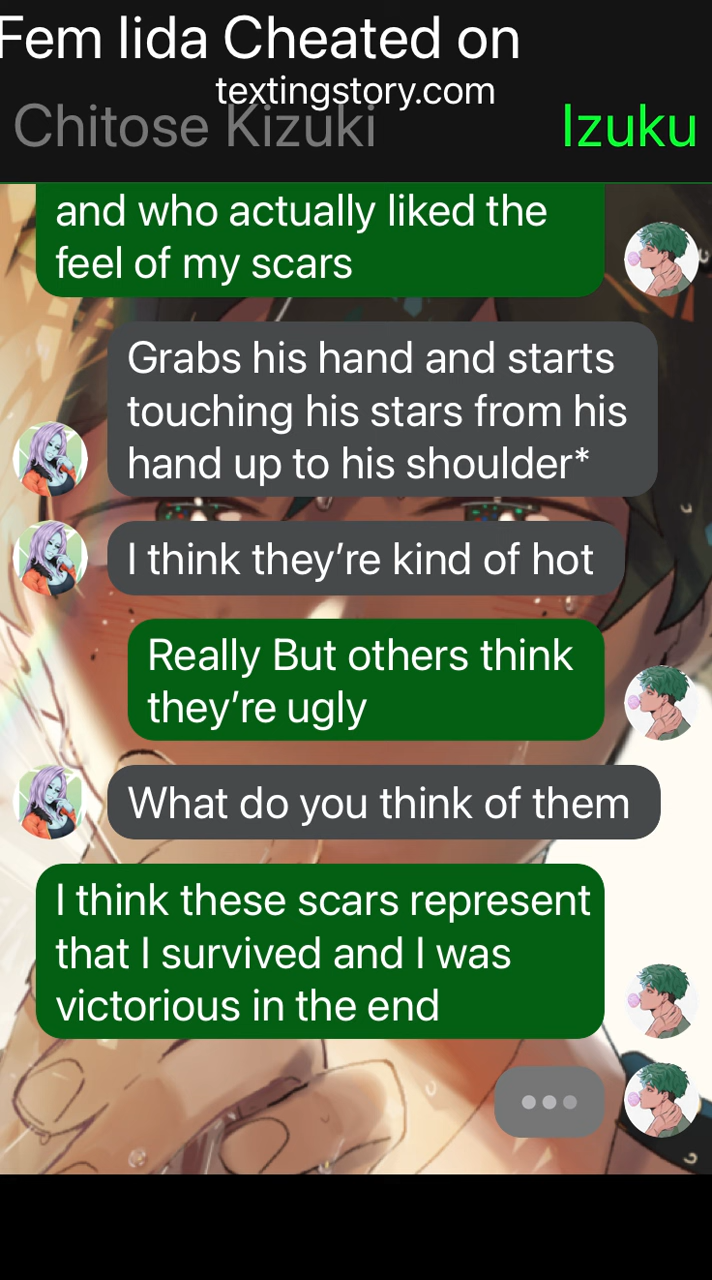 Fem Iida Cheated on
textingstory.com
Chitose Kizuki
Izuku
and who actually liked the
feel of my scars
Grabs his hand and starts
touching his stars from his
hand up to his shoulder*
I think they’re kind of hot
Really But others think
they’re ugly
What do you think of them
I think these scars represent
that I survived and I was
victorious in the end